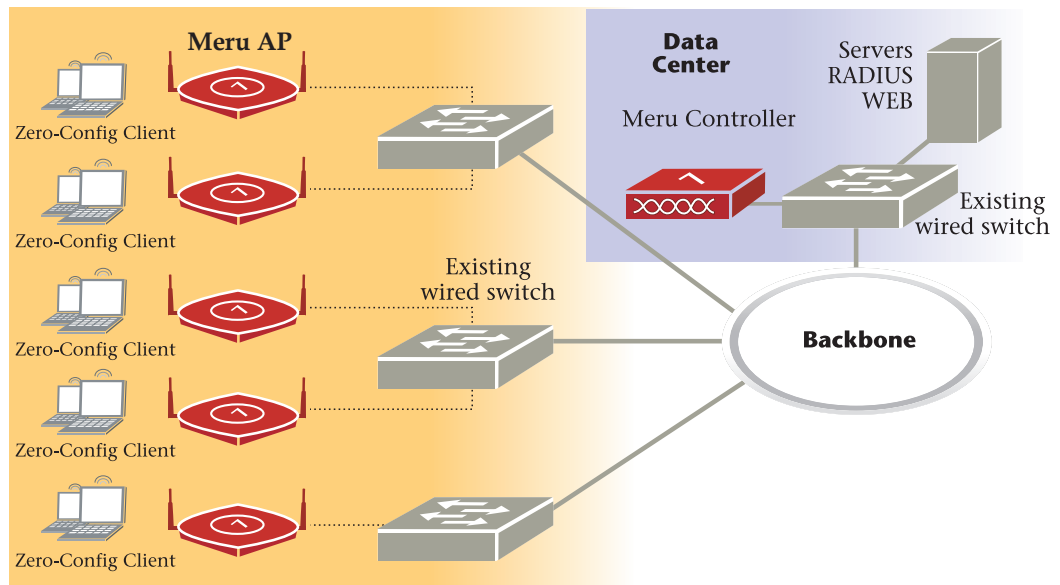 Meru AP
Zero-Config Client
Zero-Config Client
Zero-Config Client
Zero-Config Client
Zero-Config Client
Existing
wired switch
Data
Center
Servers
RADIUS
WEB
Meru Controller
Existing
wired switch
Backbone